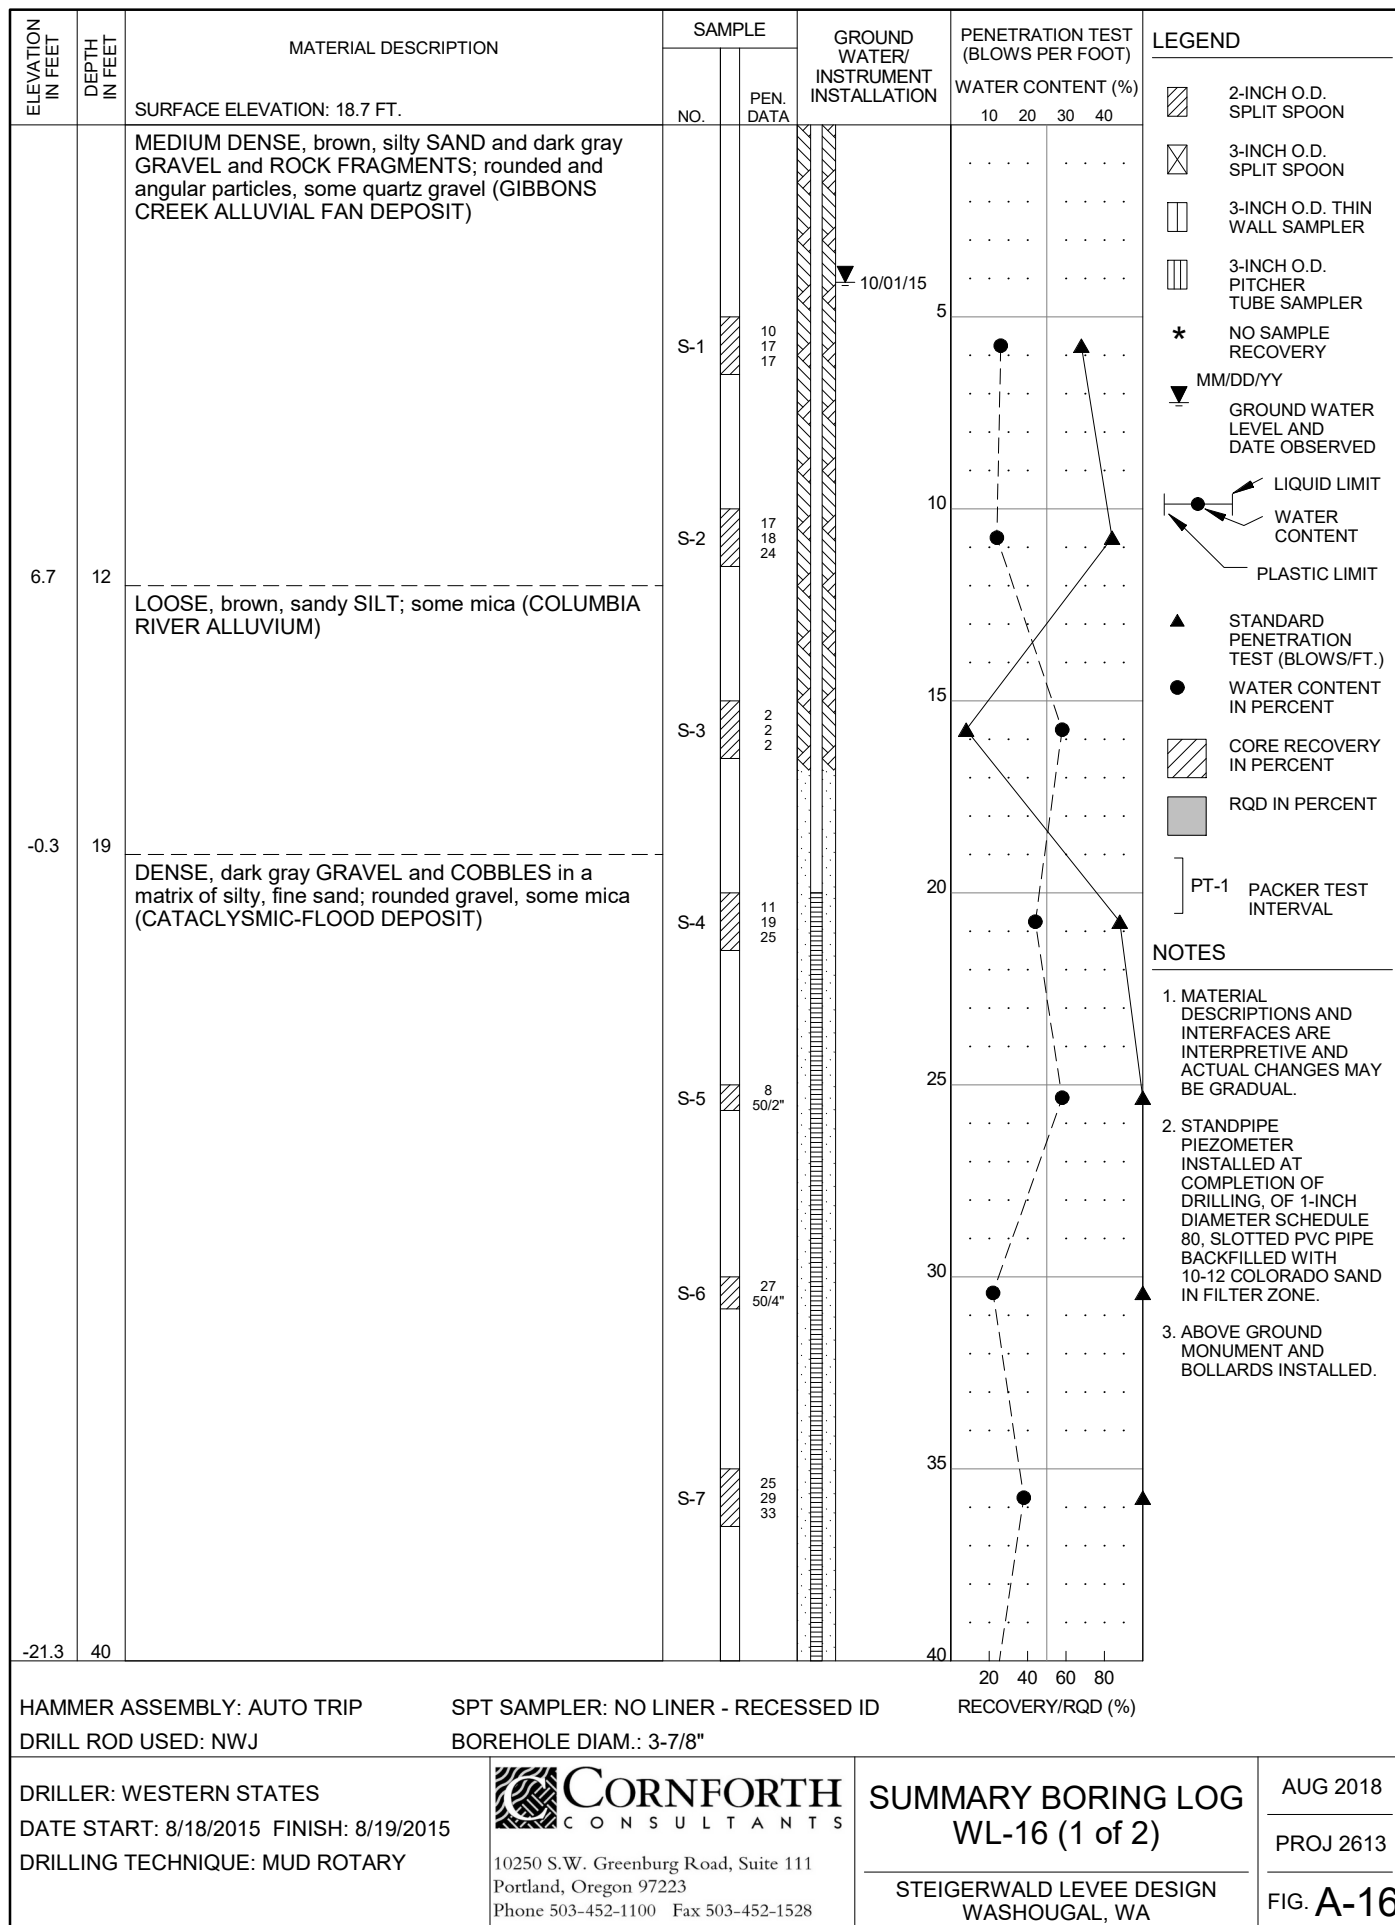 ELEVATION
IN FEET
DEPTH
IN FEET
MATERIAL DESCRIPTION
SURFACE ELEVATION: 18.7 FT.
SAMPLE
NO.
PEN.
DATA
GROUND
WATER/
INSTRUMENT
INSTALLATION
PENETRATION TEST
(BLOWS PER FOOT)
WATER CONTENT (%)
10 20 30 40
MEDIUM DENSE, brown, silty SAND and dark gray
GRAVEL and ROCK FRAGMENTS; rounded and
angular particles, some quartz gravel (GIBBONS
CREEK ALLUVIAL FAN DEPOSIT)
10/01/15
5
S-1
10
17
17
10
S-2
17
18
24
6.7 12
LOOSE, brown, sandy SILT; some mica (COLUMBIA
RIVER ALLUVIUM)
15
S-3
2
2
2
-0.3 19
DENSE, dark gray GRAVEL and COBBLES in a
matrix of silty, fine sand; rounded gravel, some mica
(CATACLYSMIC-FLOOD DEPOSIT)
20
S-4
11
19
25
25
S-5
8
50/2"
30
S-6
27
50/4"
35
S-7
25
29
33
-21.3 40
40
20 40 60 80
RECOVERY/RQD (%)
LEGEND
2-INCH O.D.
SPLIT SPOON
3-INCH O.D.
SPLIT SPOON
3-INCH O.D. THIN
WALL SAMPLER
3-INCH O.D.
PITCHER
TUBE SAMPLER
* NO SAMPLE
RECOVERY
MM/DD/YY
GROUND WATER
LEVEL AND
DATE OBSERVED
LIQUID LIMIT
WATER
CONTENT
PLASTIC LIMIT
STANDARD
PENETRATION
TEST (BLOWS/FT.)
WATER CONTENT
IN PERCENT
CORE RECOVERY
IN PERCENT
RQD IN PERCENT
PT-1 PACKER TEST
INTERVAL
NOTES
1. MATERIAL
DESCRIPTIONS AND
INTERFACES ARE
INTERPRETIVE AND
ACTUAL CHANGES MAY
BE GRADUAL.
2. STANDPIPE
PIEZOMETER
INSTALLED AT
COMPLETION OF
DRILLING, OF 1-INCH
DIAMETER SCHEDULE
80, SLOTTED PVC PIPE
BACKFILLED WITH
10-12 COLORADO SAND
IN FILTER ZONE.
3. ABOVE GROUND
MONUMENT AND
BOLLARDS INSTALLED.
HAMMER ASSEMBLY: AUTO TRIP
SPT SAMPLER: NO LINER - RECESSED ID
DRILL ROD USED: NWJ
BOREHOLE DIAM.: 3-7/8"
DRILLER: WESTERN STATES
DATE START: 8/18/2015 FINISH: 8/19/2015
DRILLING TECHNIQUE: MUD ROTARY
CORNFORTH
CONSULTANTS
10250 S.W. Greenburg Road, Suite 111
Portland, Oregon 97223
Phone 503-452-1100 Fax 503-452-1528
SUMMARY BORING LOG
WL-16 (1 of 2)
STEIGERWALD LEVEE DESIGN
WASHOUGAL, WA
AUG 2018
PROJ 2613
FIG. A-16